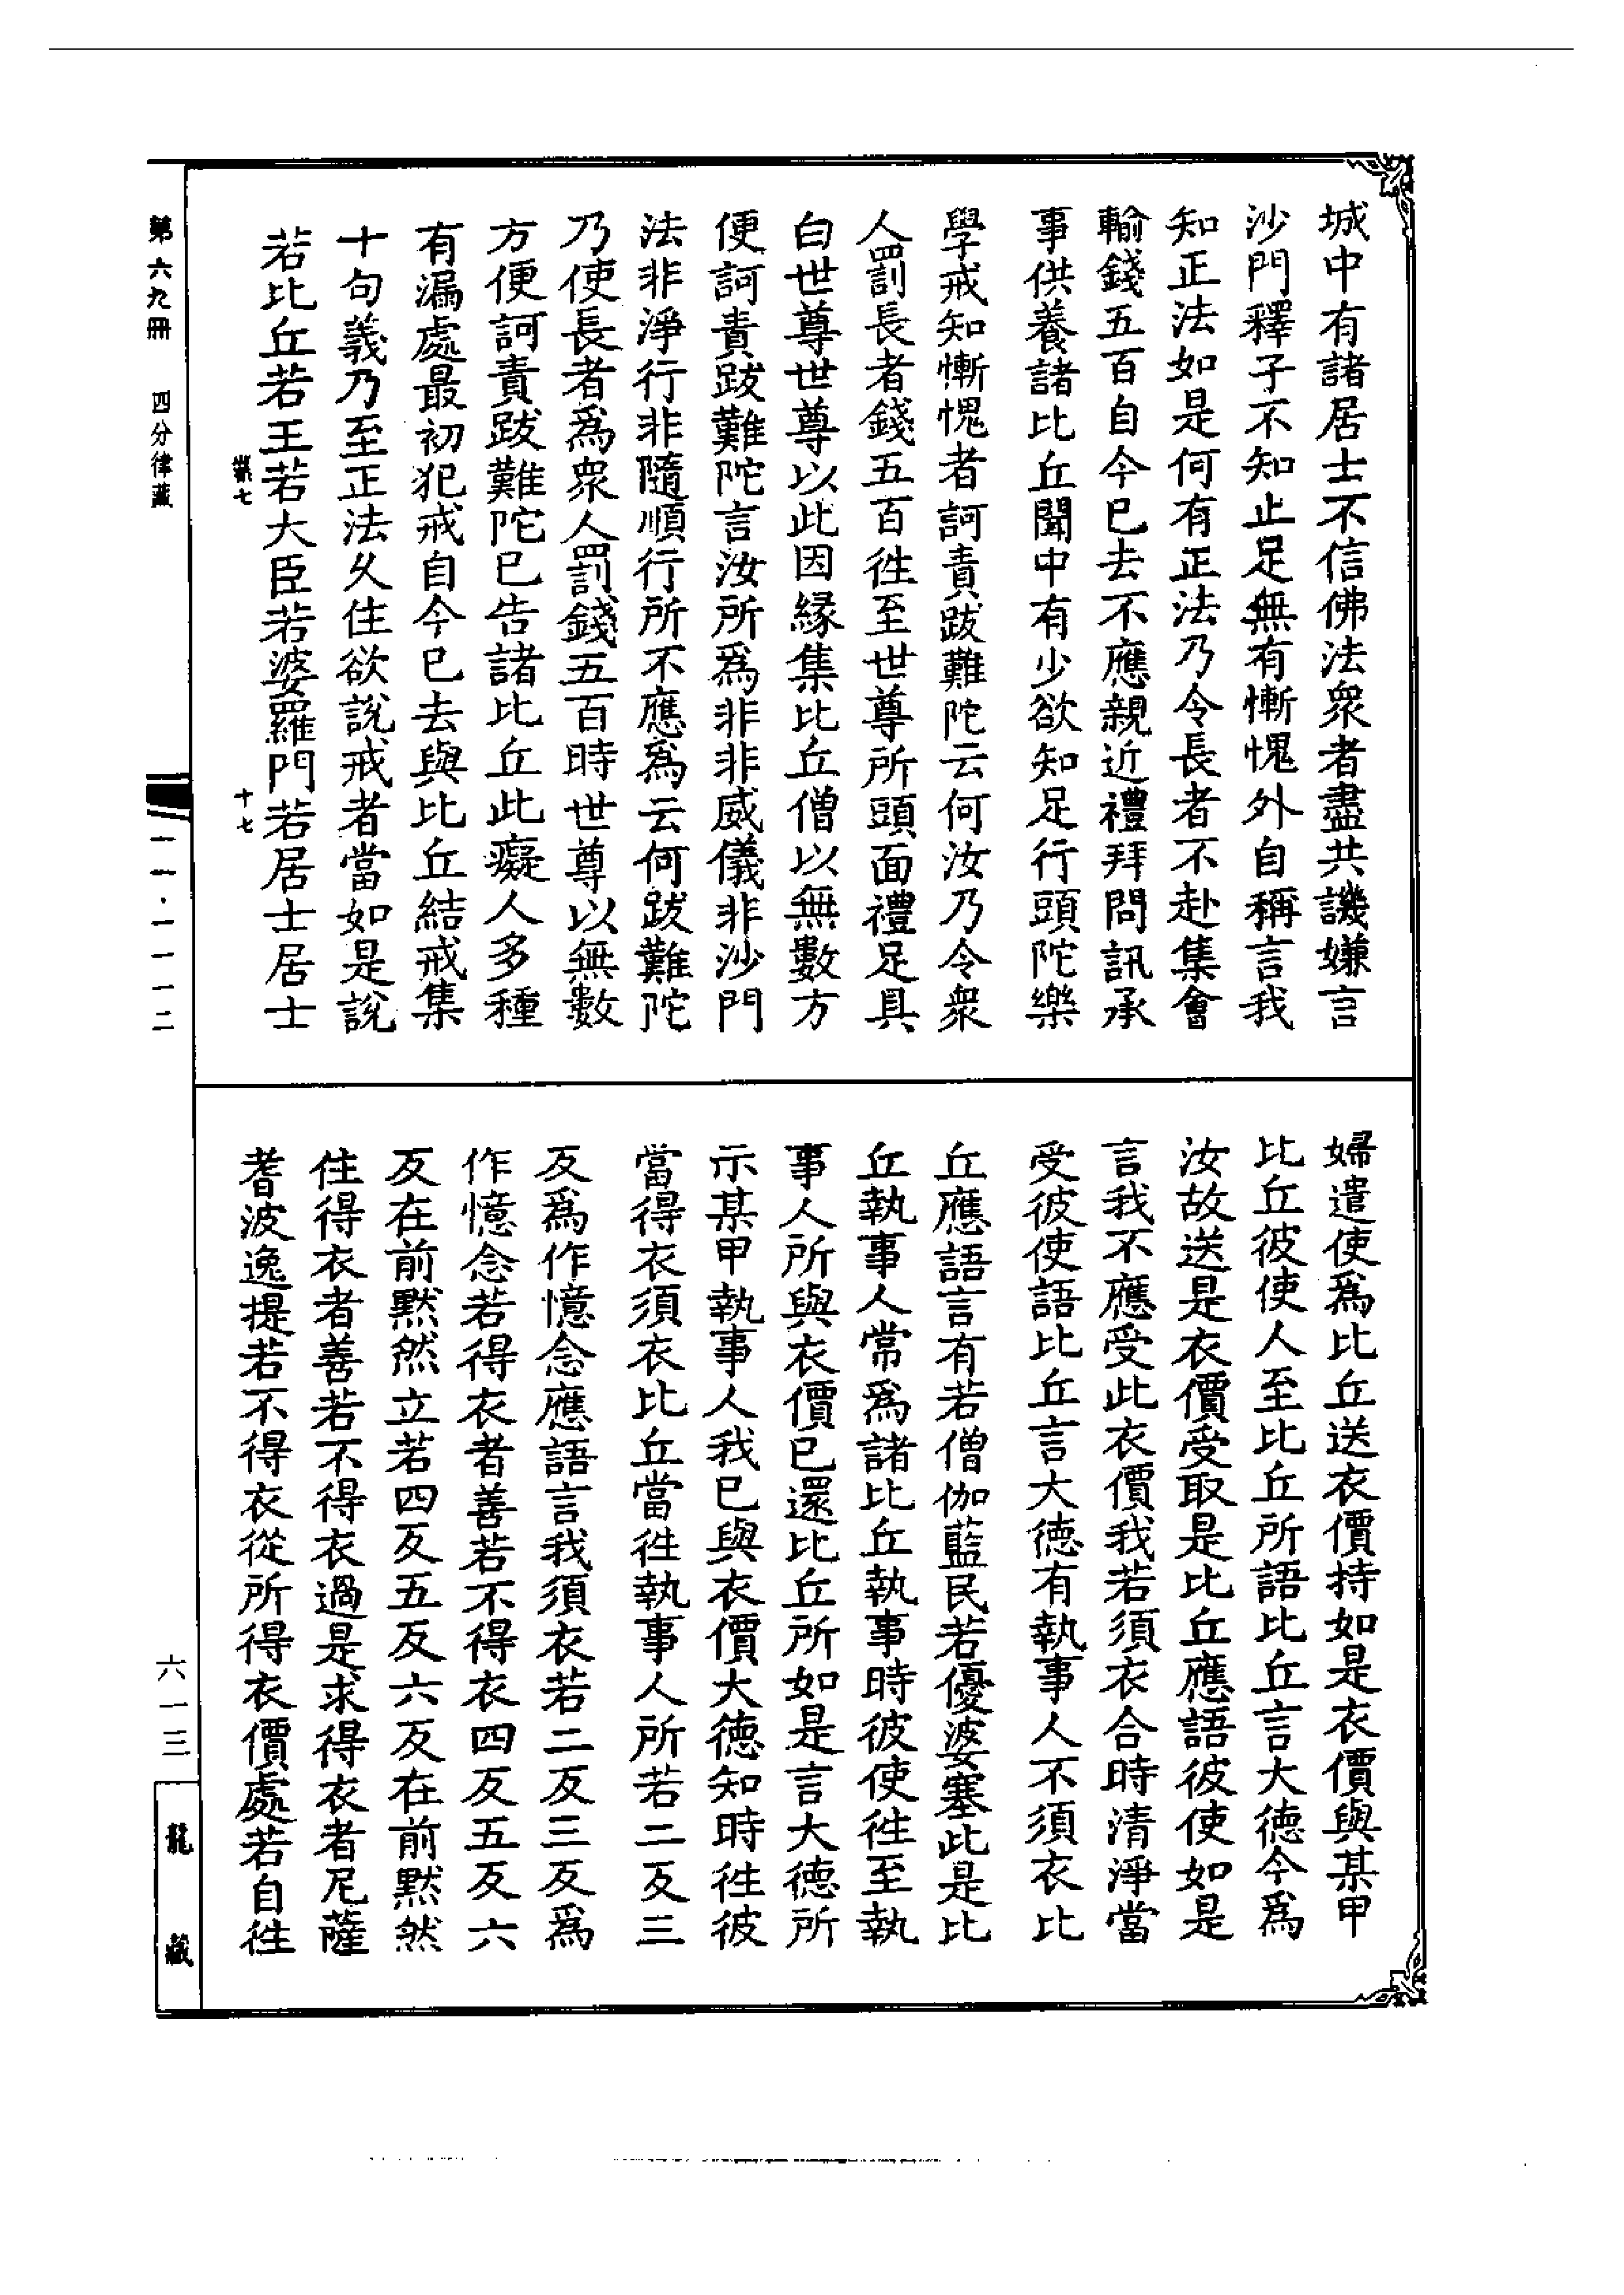 城中有諸居士不信佛法衆者盡共譏嫌言
沙門釋子不知止足無有慚愧外自稱言我
知正法如是何有正法乃令長者不赴集會
輸錢五百自今已去不應親近禮拜問訊承
事供養諸比丘聞中有少欲知足行頭陀樂
學戒知慚愧者訶責跋難陀云何汝乃令衆
人罰長者錢五百徃至世尊所頭面禮足具
白世尊世尊以此因緣集比丘僧以無數方
便訶責跋難陀言汝所爲非非威儀非沙門
法非淨行非隨順行所不應爲云何跋難陀
乃使長者爲衆人罰錢五百時世尊以無數
方便訶責跋難陀已告諸比丘此癡人多種
有漏處最初犯戒自今已去與比丘結戒集
十句義乃至正法久住欲說戒者當如是說
若比丘若王若大臣若婆羅門若居士居士
婦遣使爲比丘送衣價持如是衣價與某甲
比丘彼使人至比丘所語比丘言大德今爲
汝故送是衣價受取是比丘應語彼使如是
言我不應受此衣價我若須衣合時清淨當
受彼使語比丘言大德有執事人不須衣比
丘應語言有若僧伽藍民若優婆塞此是比
丘執事人常爲諸比丘執事時彼使徃至執
事人所與衣價已還比丘所如是言大德所
示某甲執事人我已與衣價大德知時徃彼
當得衣須衣比丘當徃執事人所若二反三
反爲作憶念應語言我須衣若二反三反爲
作憶念若得衣者善若不得衣四反五反六
反在前默然立若四反五反六反在前默然
住得衣者善若不得衣過是求得衣者尼薩
耆波逸提若不得衣從所得衣價處若自徃
第六九冊 四分律藏
七 十七
一一一·一一一二
六一三
龍藏